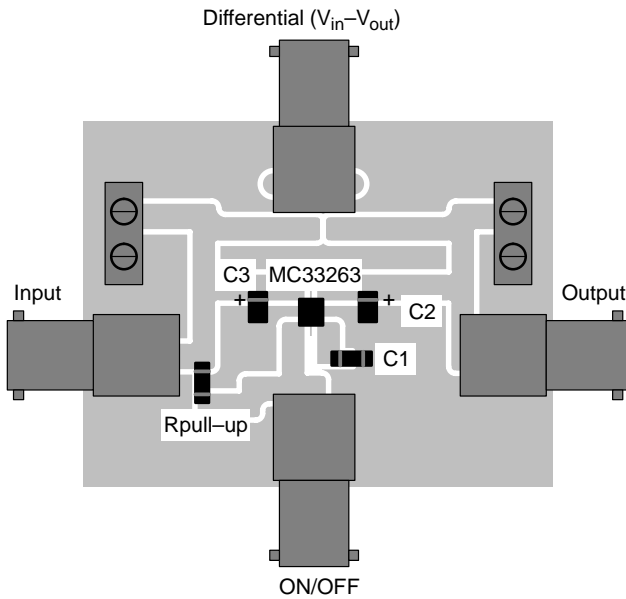 Differential (Vin–Vout)
C3 MC33263
+ +
Input
Output
C2
C1
Rpull–up
ON/OFF